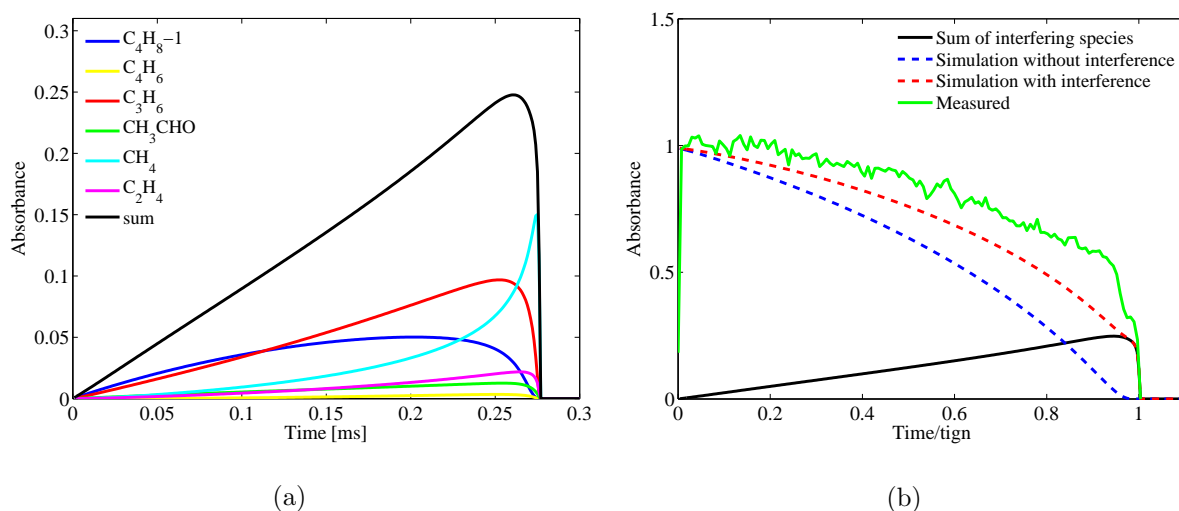 0.3
0.25
0.2
0.15
0.1
0.05
0
Absorbance
C4H8−1
C4H6
C3H6
CH3CHO
CH4
C2H4
sum
0 0.05 0.1 0.15 0.2 0.25 0.3
Time [ms]
(a)
1.5
1
0.5
0
Absorbance
Sum of interfering species
Simulation without interference
Simulation with interference
Measured
0 0.2 0.4 0.6 0.8 1
Time/tign
(b)